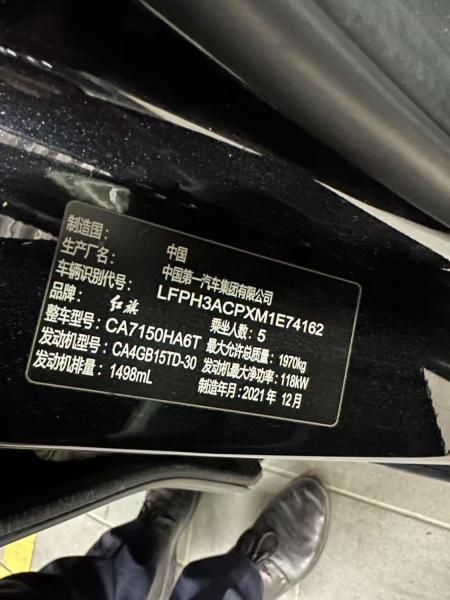 制造国： 中国
生产厂名： 中国第一汽车集团有限公司
车辆识别代号： LFPH3ACPXM1E74162
品牌： 红旗 乘坐人数：5
整车型号：CA7150HA6T 最大允许总质量：1970kg
发动机型号：CA4GB15TD-30 发动机最大净功率：118kW
发动机排量：1498mL 制造年月：2021年 12月